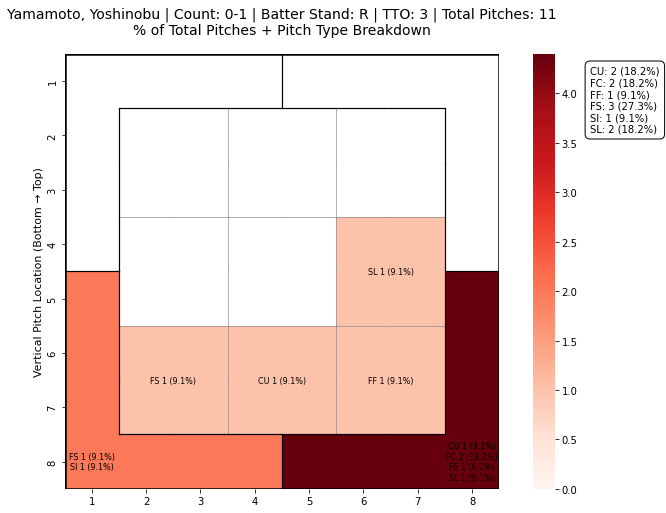 Yamamoto, Yoshinobu | Count: 0-1 | Batter Stand: R | TTO: 3 | Total Pitches: 11
% of Total Pitches + Pitch Type Breakdown
CU: 2 (18.2%)
FC: 2 (18.2%)
FF: 1 (9.1%)
FS: 3 (27.3%)
SI: 1 (9.1%)
SL: 2 (18.2%)
Vertical Pitch Location (Bottom → Top)
1
2
3
4
5
6
7
8
SL 1 (9.1%)
FS 1 (9.1%)
CU 1 (9.1%)
FF 1 (9.1%)
FS 1 (9.1%)
SI 1 (9.1%)
CU 1 (9.1%)
FC 2 (18.2%)
FS 1 (9.1%)
SL 1 (9.1%)
1
2
3
4
5
6
7
8
4.0
3.5
3.0
2.5
2.0
1.5
1.0
0.5
0.0